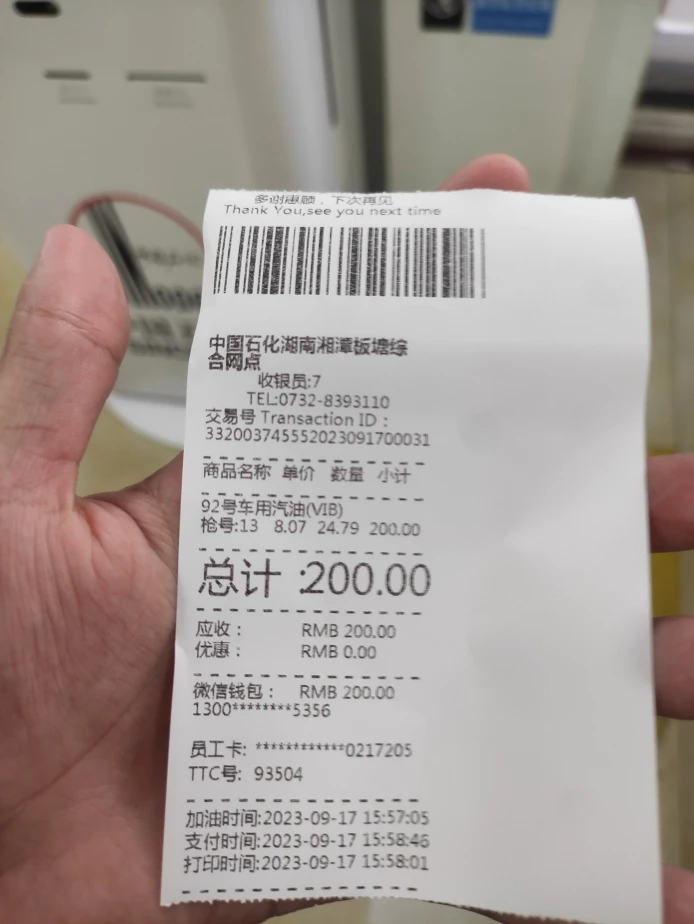 多谢惠顾，下次再见
Thank You,see you next time
中国石化湖南湘潭板塘综
合网点
收银员:7
TEL:0732-8393110
交易号 Transaction ID：
3320037455520230917​00031
商品名称 单价 数量 小计
92号车用汽油(VIB)
枪号:13 8.07 24.79 200.00
总计 :200.00
应收： RMB 200.00
优惠： RMB 0.00
微信钱包： RMB 200.00
1300********5356
员工卡: ************0217205
TTC号: 93504
加油时间:2023-09-17 15:57:05
支付时间:2023-09-17 15:58:46
打印时间:2023-09-17 15:58:01